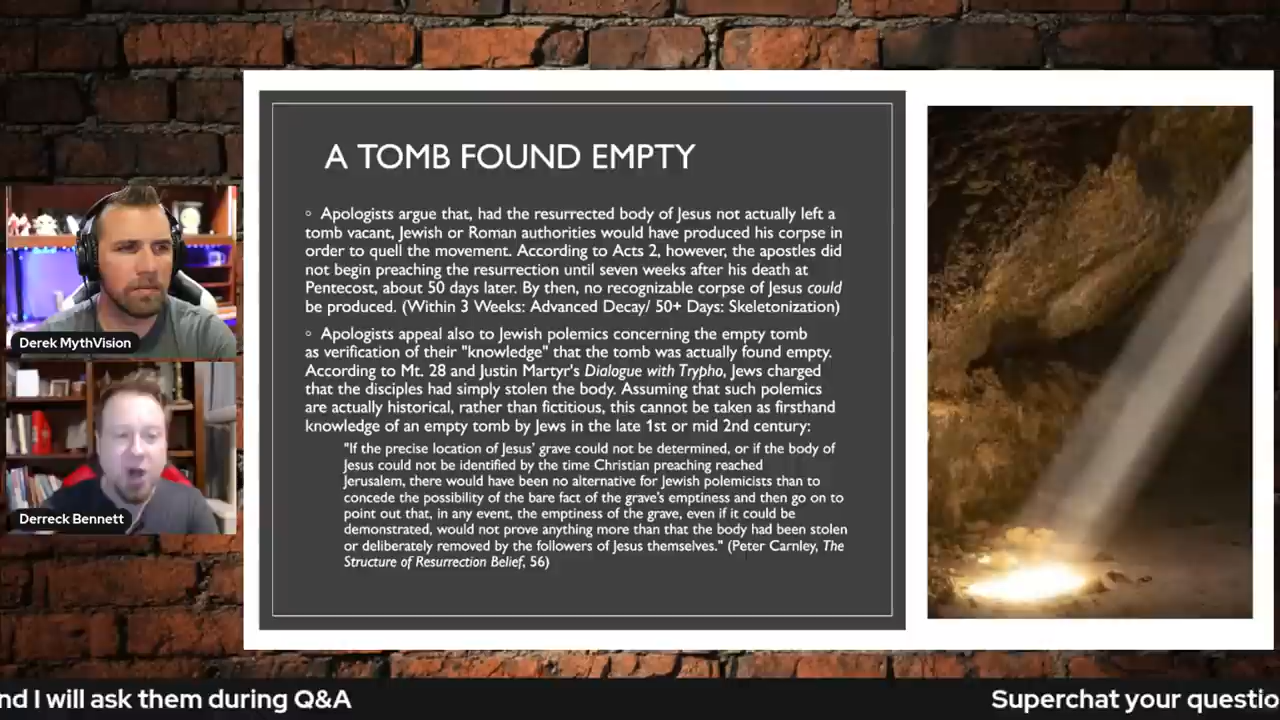 A TOMB FOUND EMPTY
◦ Apologists argue that, had the resurrected body of Jesus not actually left a
tomb vacant, Jewish or Roman authorities would have produced his corpse in
order to quell the movement. According to Acts 2, however, the apostles did
not begin preaching the resurrection until seven weeks after his death at
Pentecost, about 50 days later. By then, no recognizable corpse of Jesus could
be produced. (Within 3 Weeks: Advanced Decay/ 50+ Days: Skeletonization)
◦ Apologists appeal also to Jewish polemics concerning the empty tomb
as verification of their "knowledge" that the tomb was actually found empty.
According to Mt. 28 and Justin Martyr's Dialogue with Trypho, Jews charged
that the disciples had simply stolen the body. Assuming that such polemics
are actually historical, rather than fictitious, this cannot be taken as firsthand
knowledge of an empty tomb by Jews in the late 1st or mid 2nd century:
"If the precise location of Jesus' grave could not be determined, or if the body of
Jesus could not be identified by the time Christian preaching reached
Jerusalem, there would have been no alternative for Jewish polemicists than to
concede the possibility of the bare fact of the grave's emptiness and then go on to
point out that, in any event, the emptiness of the grave, even if it could be
demonstrated, would not prove anything more than that the body had been stolen
or deliberately removed by the followers of Jesus themselves." (Peter Carnley, The
Structure of Resurrection Belief, 56)
Derek MythVision
Derreck Bennett
nd I will ask them during Q&A
Superchat your questio